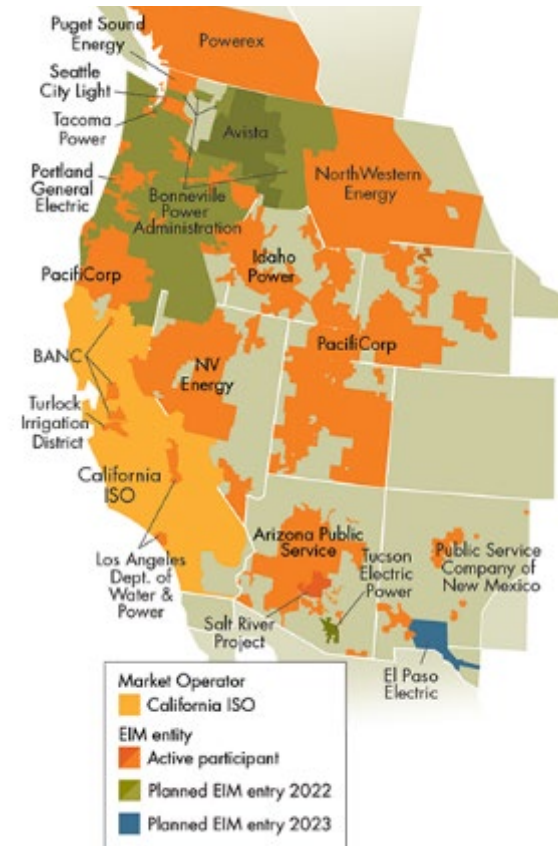 Puget Sound
Energy
Powerex
Seattle
City Light
Tacoma
Power
Avista
Portland
General
Electric
Bonneville
Power
Administration
NorthWestern
Energy
PacifiCorp
Idaho
Power
BANC
NV
Energy
PacifiCorp
Turlock
Irrigation
District
California
ISO
Los Angeles
Dept. of
Water &
Power
Arizona Public
Service
Tucson
Electric
Power
Public Service
Company of
New Mexico
Salt River
Project
El Paso
Electric
Market Operator
California ISO
EIM entity
Active participant
Planned EIM entry 2022
Planned EIM entry 2023